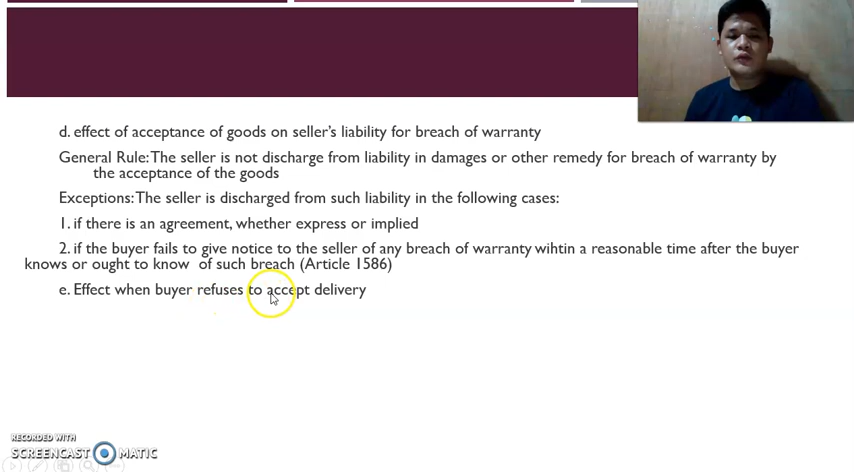 d. effect of acceptance of goods on seller's liability for breach of warranty
General Rule: The seller is not discharge from liability in damages or other remedy for breach of warranty by
the acceptance of the goods
Exceptions: The seller is discharged from such liability in the following cases:
1. if there is an agreement, whether express or implied
2. if the buyer fails to give notice to the seller of any breach of warranty wihtin a reasonable time after the buyer
knows or ought to know of such breach (Article 1586)
e. Effect when buyer refuses to accept delivery
RECORDED WITH
SCREENCAST MATIC